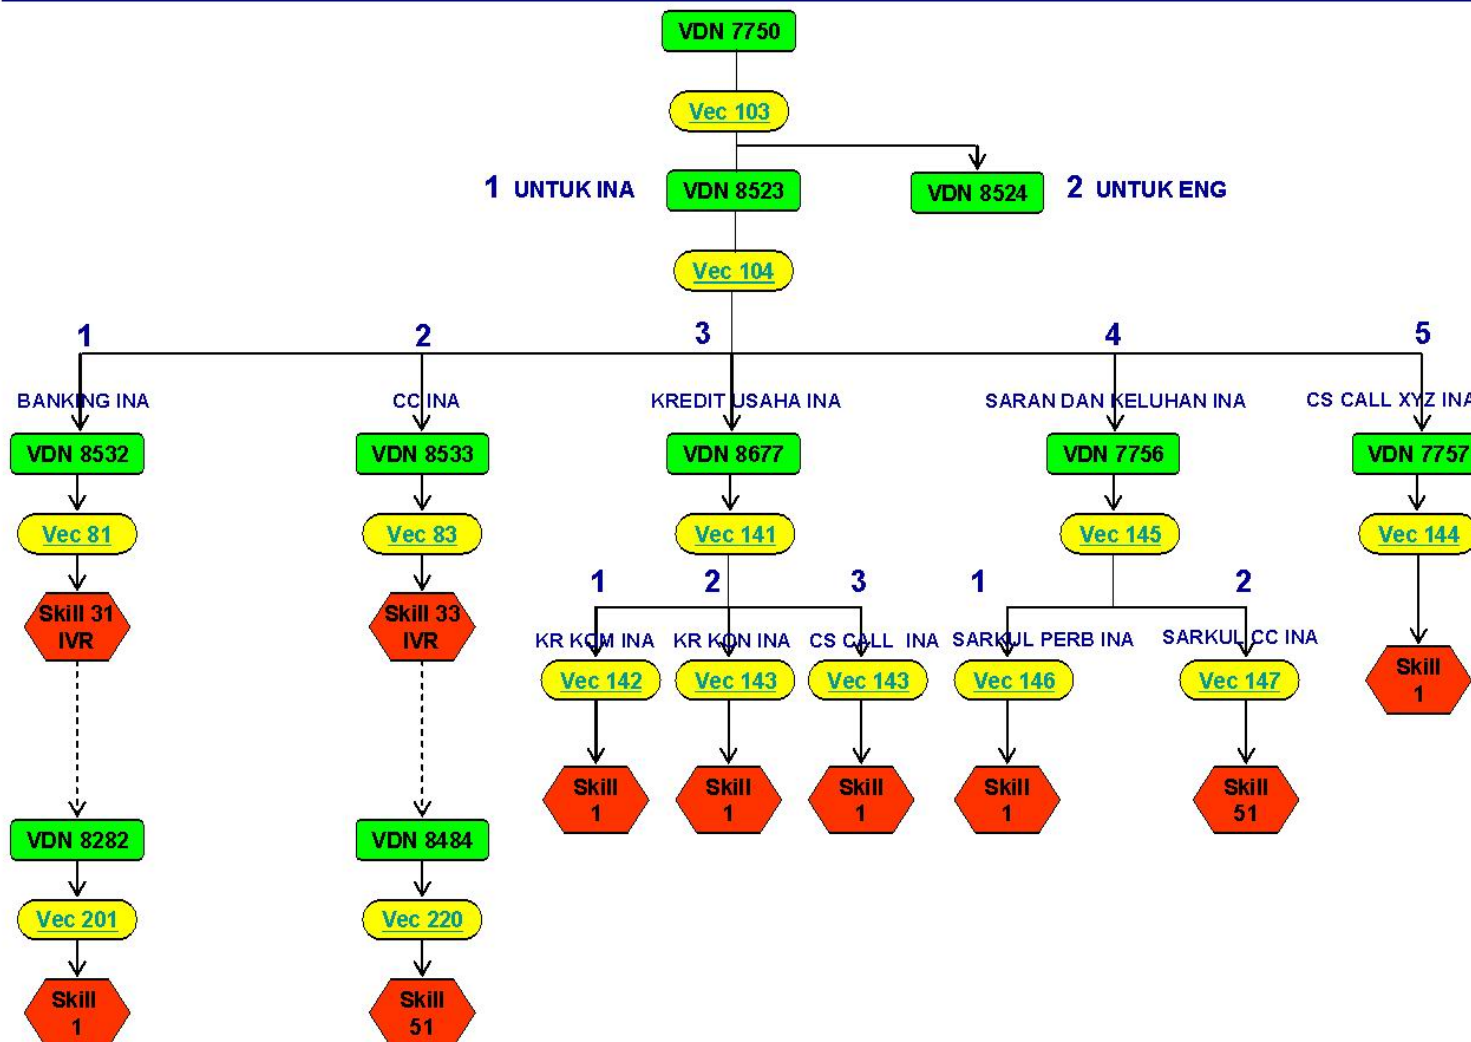 VDN 7750
Vec 103
1 UNTUK INA
VDN 8523
VDN 8524
2 UNTUK ENG
Vec 104
1
2
3
4
5
BANKING INA
CC INA
KREDIT USAHA INA
SARAN DAN KELUHAN INA
CS CALL XYZ INA
VDN 8532
VDN 8533
VDN 8677
VDN 7756
VDN 7757
Vec 81
Vec 83
Vec 141
Vec 145
Vec 144
1
2
3
1
2
Skill 31
IVR
Skill 33
IVR
KR KOM INA
KR KON INA
CS CALL INA
SARKUL PERB INA
SARKUL CC INA
Vec 142
Vec 143
Vec 143
Vec 146
Vec 147
Skill
1
Skill
1
Skill
1
Skill
1
Skill
1
Skill
51
VDN 8282
VDN 8484
Vec 201
Vec 220
Skill
1
Skill
51